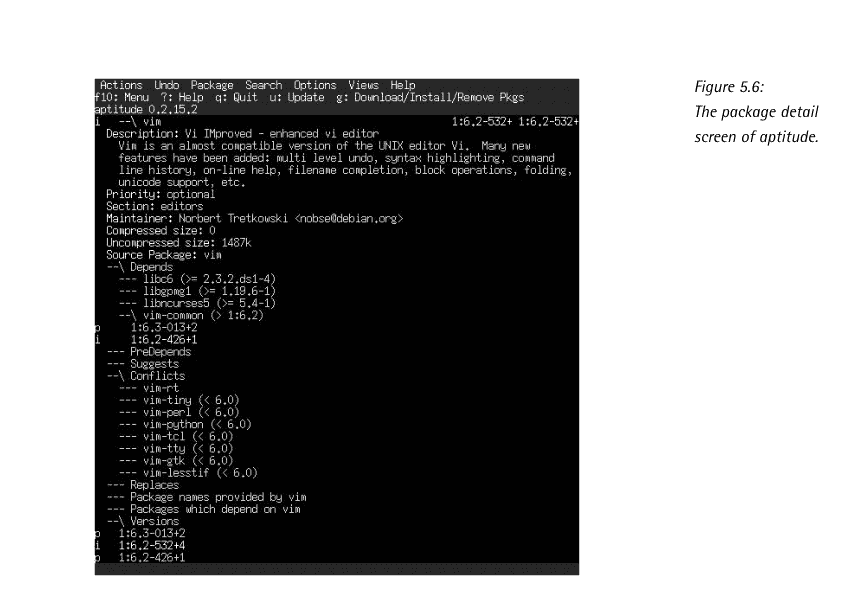 Actions Undo Package Search Options Views Help
f10: Menu ?: Help q: Quit u: Update g: Download/Install/Remove Pkgs
aptitude 0.2.15.2
i --\ vim 1:6.2-532+ 1:6.2-532+
Description: Vi IMproved - enhanced vi editor
Vim is an almost compatible version of the UNIX editor Vi. Many new
features have been added: multi level undo, syntax highlighting, command
line history, on-line help, filename completion, block operations, folding,
unicode support, etc.
Priority: optional
Section: editors
Maintainer: Norbert Tretkowski <nobse@debian.org>
Compressed size: 0
Uncompressed size: 1487k
Source Package: vim
--\ Depends
--- libc6 (>= 2.3.2.ds1-4)
--- libgpmg1 (>= 1.19.6-1)
--- libncurses5 (>= 5.4-1)
--\ vim-common (> 1:6.2)
p 1:6.3-013+2
i 1:6.2-426+1
--- PreDepends
--- Suggests
--\ Conflicts
--- vim-rt
--- vim-tiny (< 6.0)
--- vim-perl (< 6.0)
--- vim-python (< 6.0)
--- vim-tcl (< 6.0)
--- vim-tty (< 6.0)
--- vim-gtk (< 6.0)
--- vim-lesstif (< 6.0)
--- Replaces
--- Package names provided by vim
--- Packages which depend on vim
--\ Versions
p 1:6.3-013+2
i 1:6.2-532+4
p 1:6.2-426+1
Figure 5.6:
The package detail
screen of aptitude.